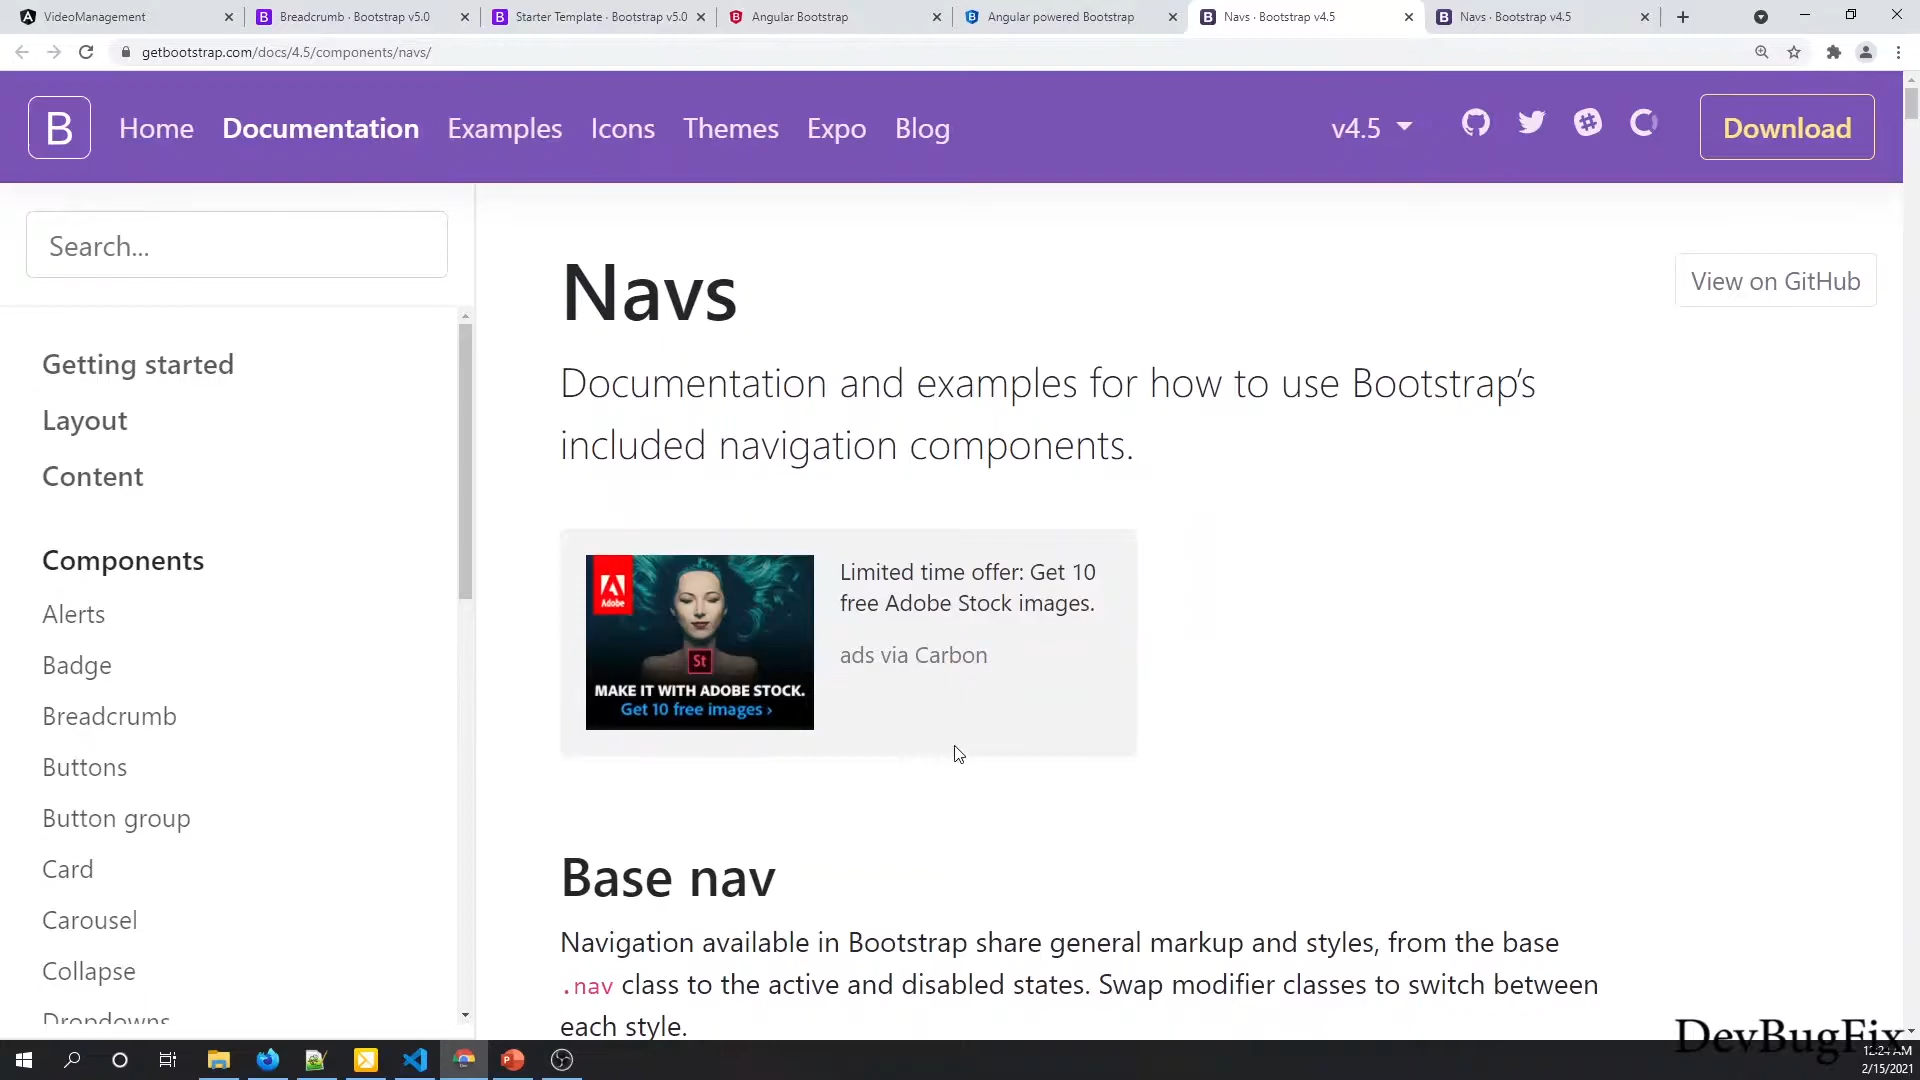 VideoManagement
Breadcrumb · Bootstrap v5.0
Starter Template · Bootstrap v5.0
Angular Bootstrap
Angular powered Bootstrap
Navs · Bootstrap v4.5
Navs · Bootstrap v4.5
getbootstrap.com/docs/4.5/components/navs/
B
Home
Documentation
Examples
Icons
Themes
Expo
Blog
v4.5
Download
Search...
Getting started
Layout
Content
Components
Alerts
Badge
Breadcrumb
Buttons
Button group
Card
Carousel
Collapse
Dropdowns
Navs
View on GitHub
Documentation and examples for how to use Bootstrap's
included navigation components.
Adobe
St
MAKE IT WITH ADOBE STOCK.
Get 10 free images ›
Limited time offer: Get 10
free Adobe Stock images.
ads via Carbon
Base nav
Navigation available in Bootstrap share general markup and styles, from the base
.nav class to the active and disabled states. Swap modifier classes to switch between
each style.
DevBugFix
12:24 AM
2/15/2021